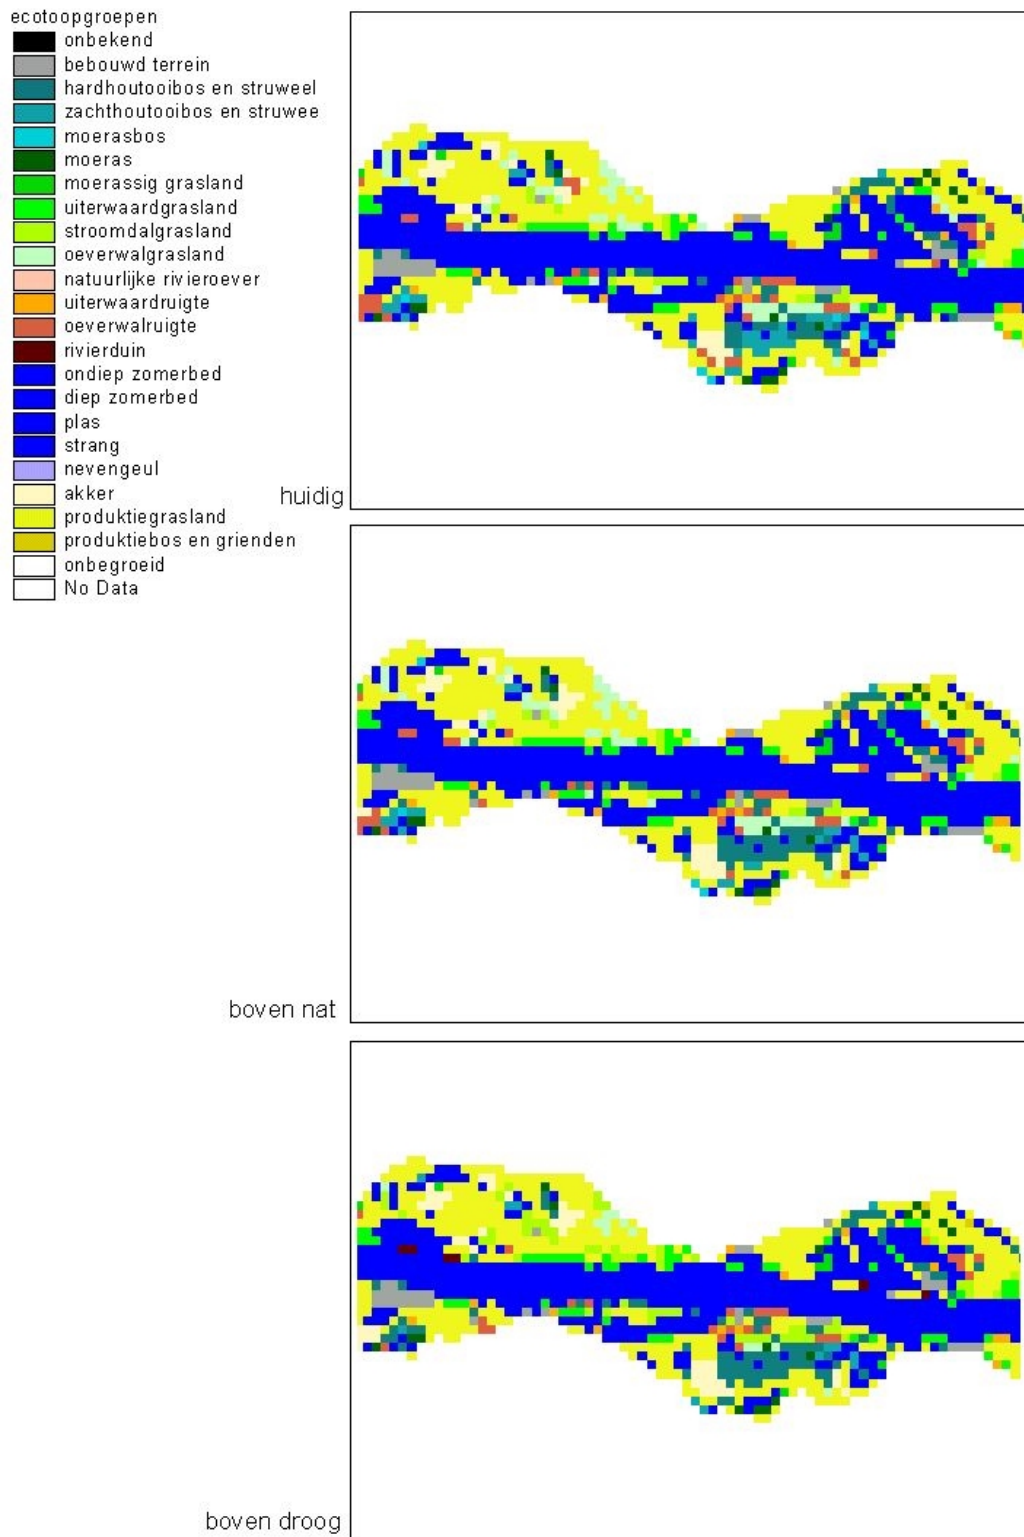 ecotoopgroepen
onbekend
bebouwd terrein
hardhoutooibos en struweel
zachthoutooibos en struwee
moerasbos
moeras
moerassig grasland
uiterwaardgrasland
stroomdalgrasland
oeverwalgrasland
natuurlijke rivieroever
uiterwaardruigte
oeverwalruigte
rivierduin
ondiep zomerbed
diep zomerbed
plas
strang
nevengeul
akker
produktiegrasland
produktiebos en grienden
onbegroeid
No Data
huidig
boven nat
boven droog